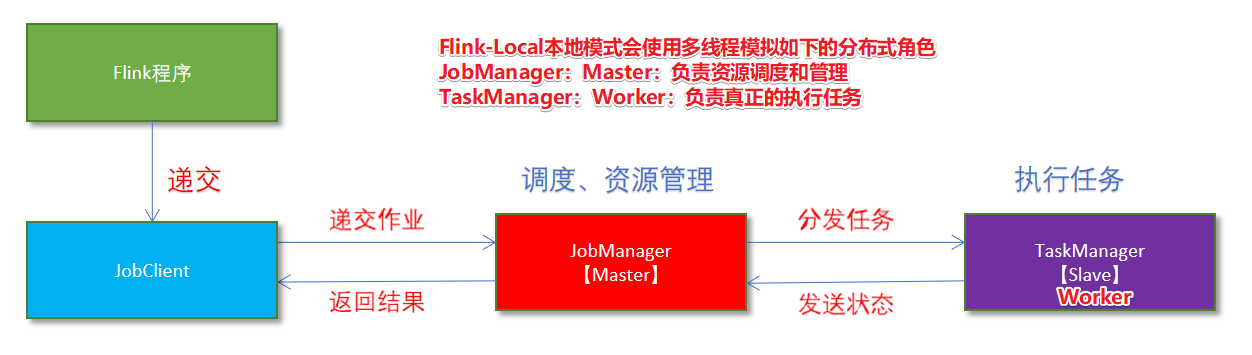 Flink程序
Flink-Local本地模式会使用多线程模拟如下的分布式角色
JobManager：Master：负责资源调度和管理
TaskManager：Worker：负责真正的执行任务
递交
调度、资源管理
执行任务
JobClient
递交作业
返回结果
JobManager
【Master】
分发任务
发送状态
TaskManager
【Slave】
Worker